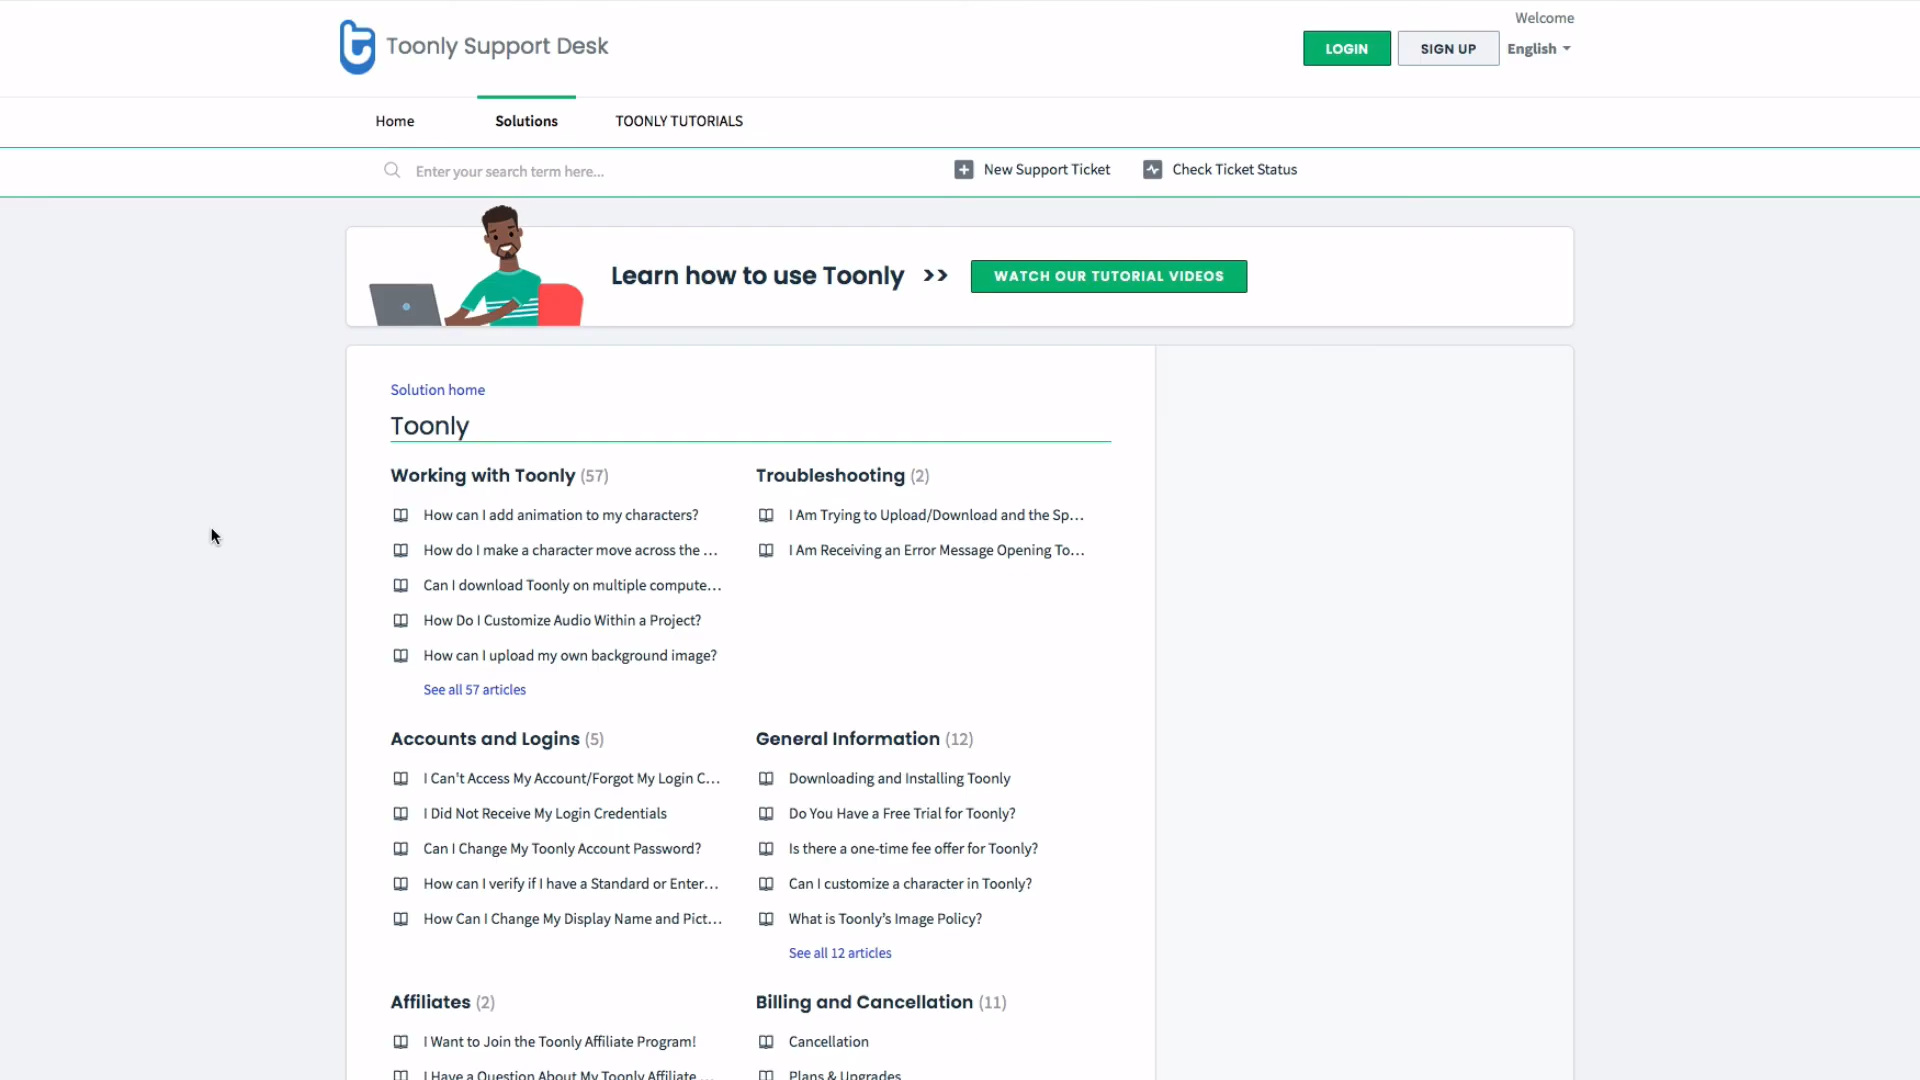 Welcome
Toonly Support Desk
LOGIN
SIGN UP
English
Home
Solutions
TOONLY TUTORIALS
Enter your search term here...
New Support Ticket
Check Ticket Status
Learn how to use Toonly >>
WATCH OUR TUTORIAL VIDEOS
Solution home
Toonly
Working with Toonly (57)
How can I add animation to my characters?
How do I make a character move across the ...
Can I download Toonly on multiple compute...
How Do I Customize Audio Within a Project?
How can I upload my own background image?
See all 57 articles
Troubleshooting (2)
I Am Trying to Upload/Download and the Sp...
I Am Receiving an Error Message Opening To...
Accounts and Logins (5)
I Can't Access My Account/Forgot My Login C...
I Did Not Receive My Login Credentials
Can I Change My Toonly Account Password?
How can I verify if I have a Standard or Enter...
How Can I Change My Display Name and Pict...
General Information (12)
Downloading and Installing Toonly
Do You Have a Free Trial for Toonly?
Is there a one-time fee offer for Toonly?
Can I customize a character in Toonly?
What is Toonly’s Image Policy?
See all 12 articles
Affiliates (2)
I Want to Join the Toonly Affiliate Program!
I Have a Question About My Toonly Affiliate ...
Billing and Cancellation (11)
Cancellation
Plans & Upgrades